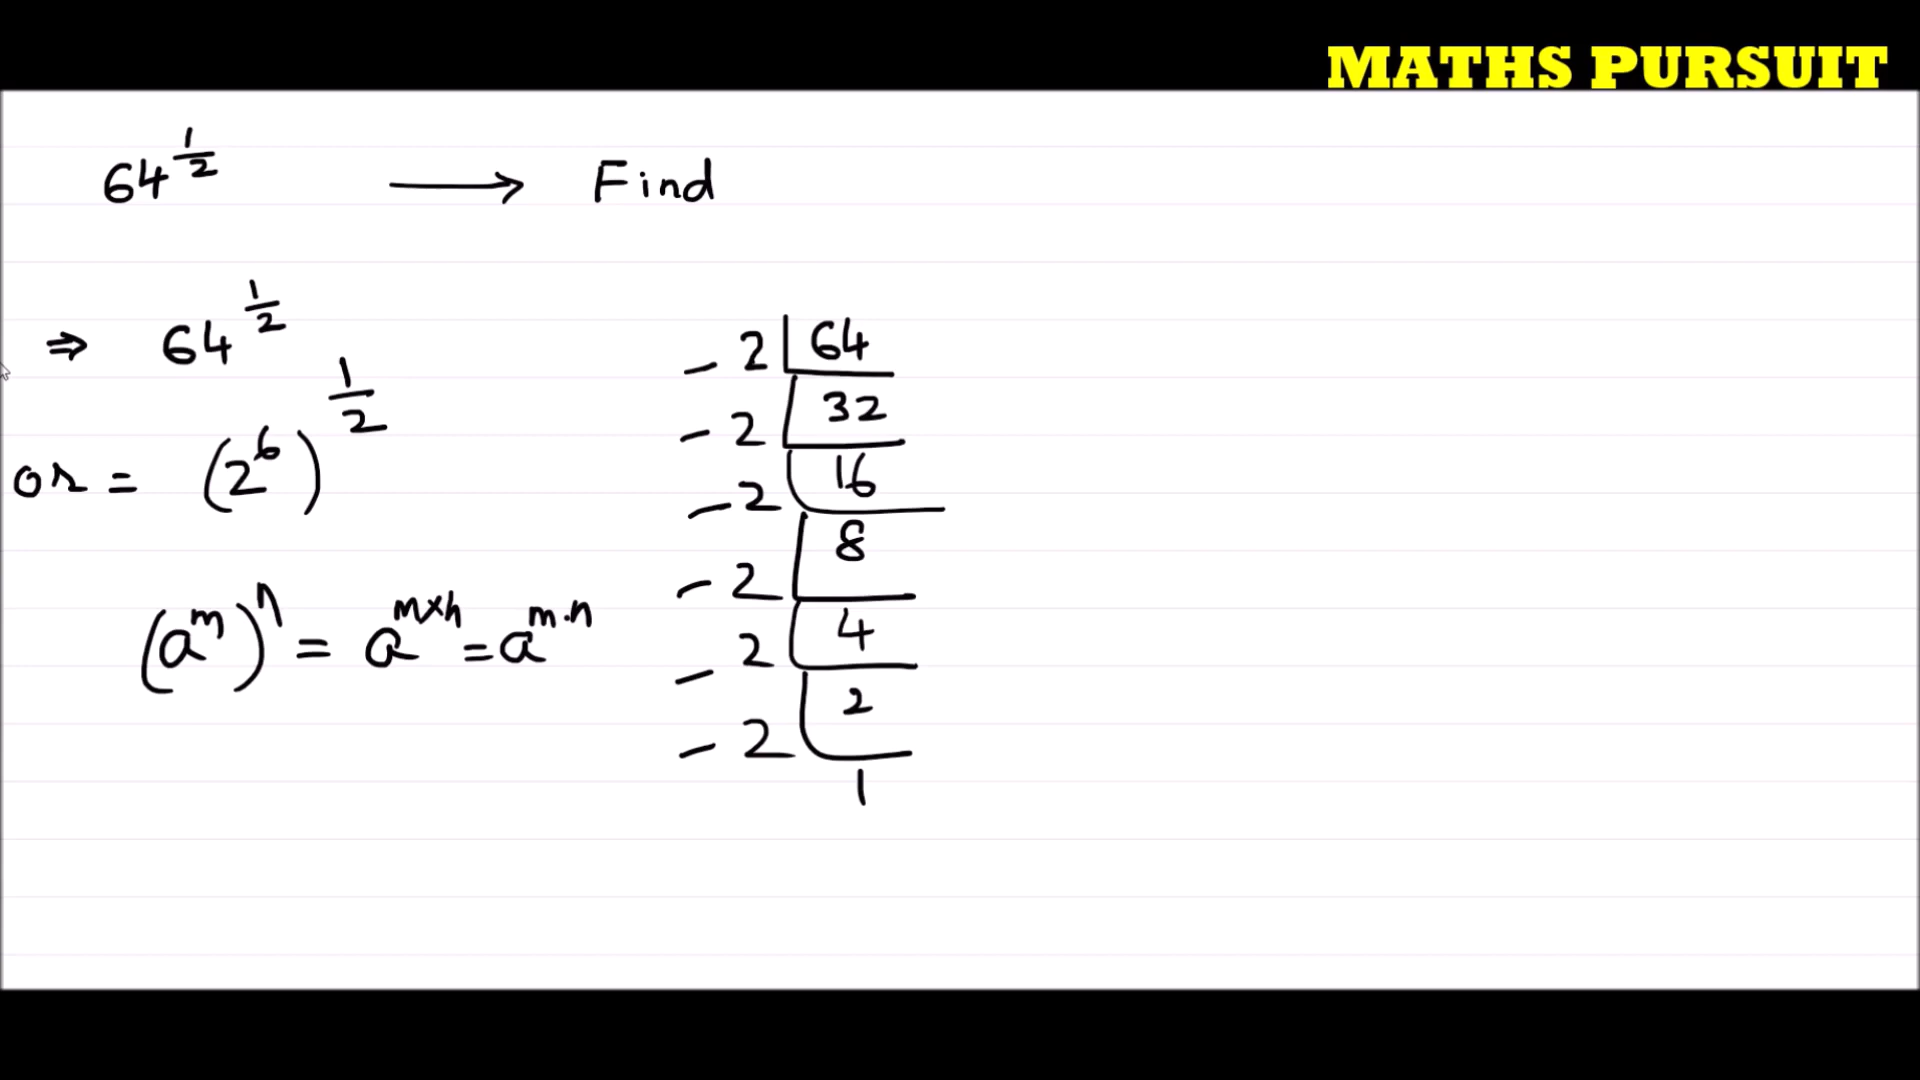 MATHS PURSUIT
64^(1/2) → Find
⇒ 64^(1/2)
or = (2^6)^(1/2)
(a^m)^n = a^(m×n) = a^(m·n)
– 2 | 64
– 2 | 32
– 2 | 16
– 2 | 8
– 2 | 4
– 2 | 2
1